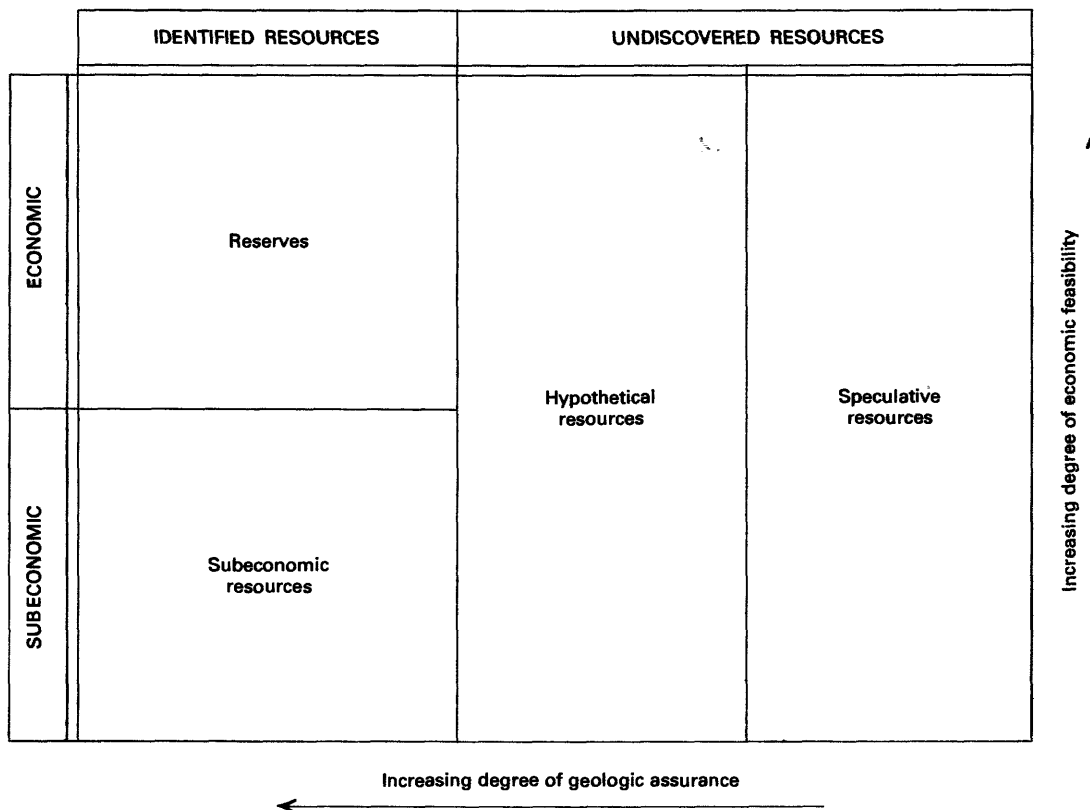 IDENTIFIED RESOURCES
UNDISCOVERED RESOURCES
ECONOMIC
Reserves
Hypothetical
resources
Speculative
resources
SUBECONOMIC
Subeconomic
resources
Increasing degree of economic feasibility
Increasing degree of geologic assurance